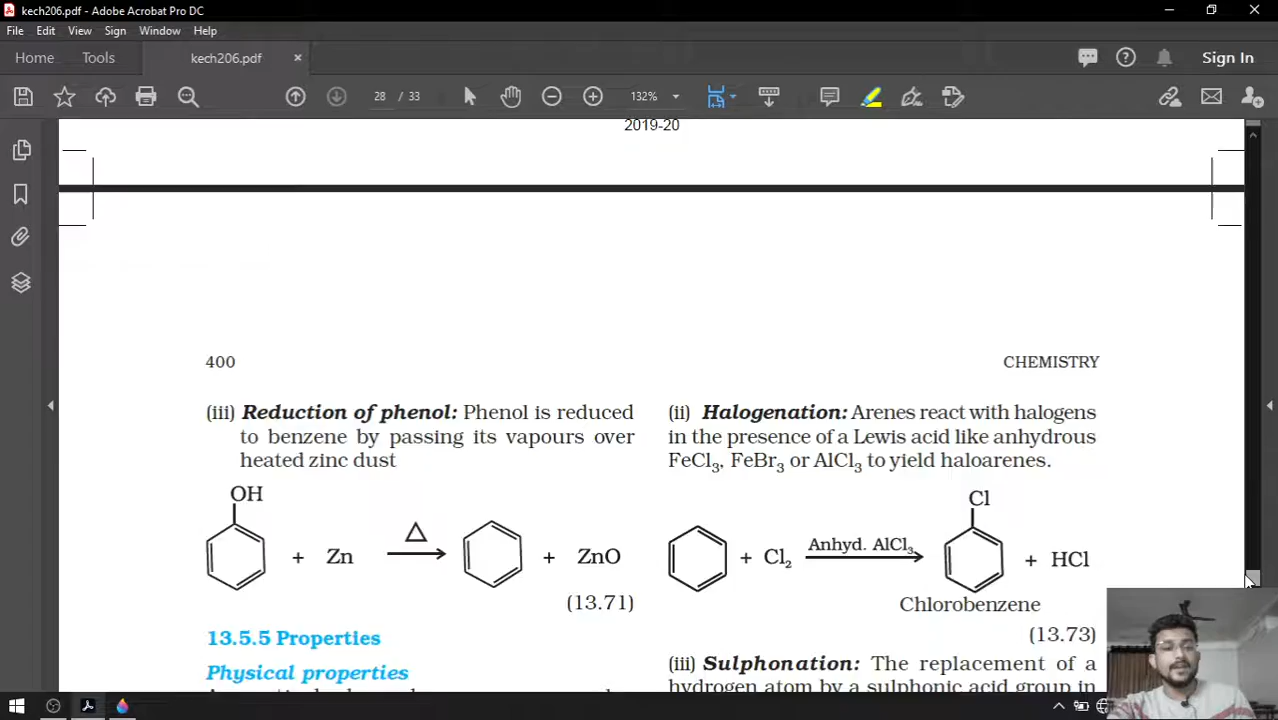 kech206.pdf - Adobe Acrobat Pro DC
File Edit View Sign Window Help
Home Tools kech206.pdf × Sign In
28 / 33 132%
2019-20
400 CHEMISTRY
(iii) Reduction of phenol: Phenol is reduced
to benzene by passing its vapours over
heated zinc dust
OH
+ Zn △ + ZnO
(13.71)
13.5.5 Properties
Physical properties
(ii) Halogenation: Arenes react with halogens
in the presence of a Lewis acid like anhydrous
FeCl₃, FeBr₃ or AlCl₃ to yield haloarenes.
Cl
+ Cl₂ Anhyd. AlCl₃ + HCl
Chlorobenzene
(13.73)
(iii) Sulphonation: The replacement of a
hydrogen atom by a sulphonic acid group in